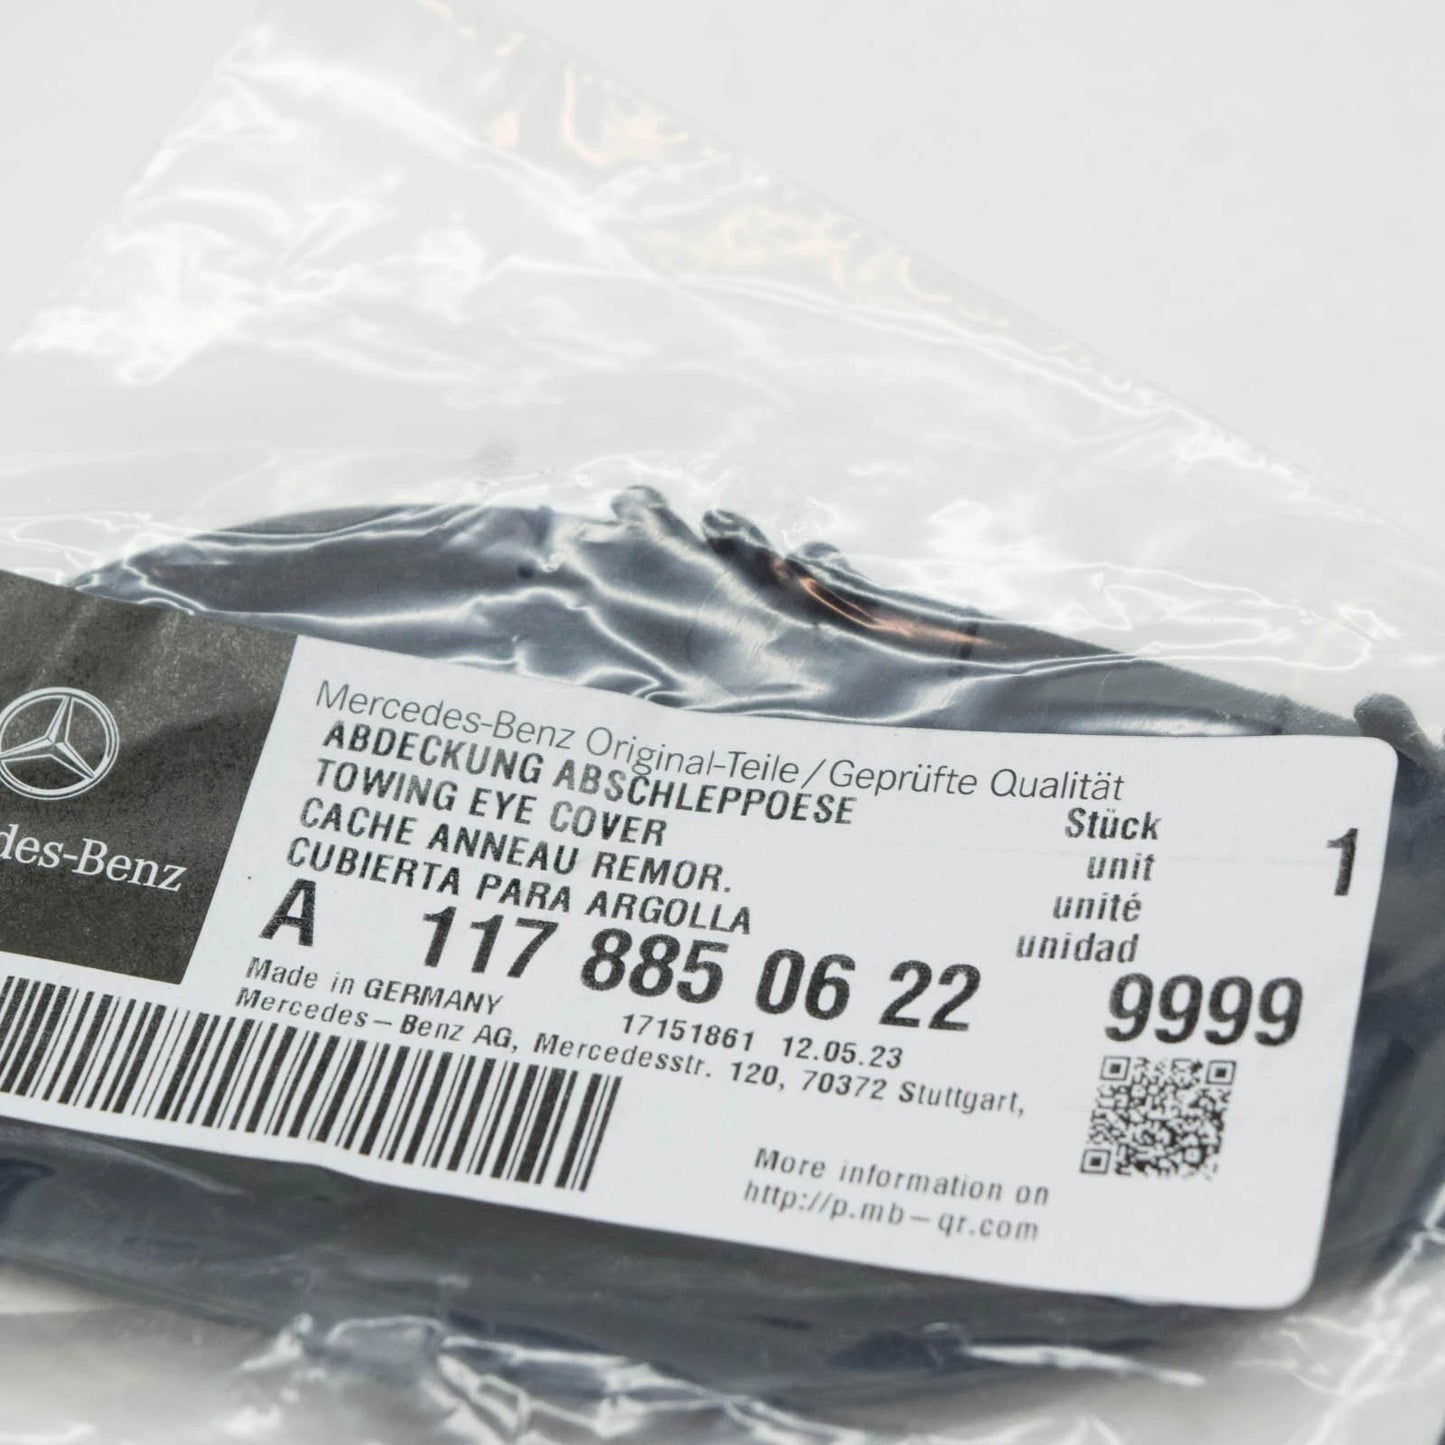 des-Benz
Mercedes-Benz Original-Teile/Geprüfte Qualität
ABDECKUNG ABSCHLEPPOESE
TOWING EYE COVER
CACHE ANNEAU REMOR.
CUBIERTA PARA ARGOLLA
Stück
unit
unité
unidad
1
A 117 885 06 22 9999
Made in GERMANY
17151861 12.05.23
Mercedes-Benz AG, Mercedesstr. 120, 70372 Stuttgart,
More information on
http://p.mb-qr.com